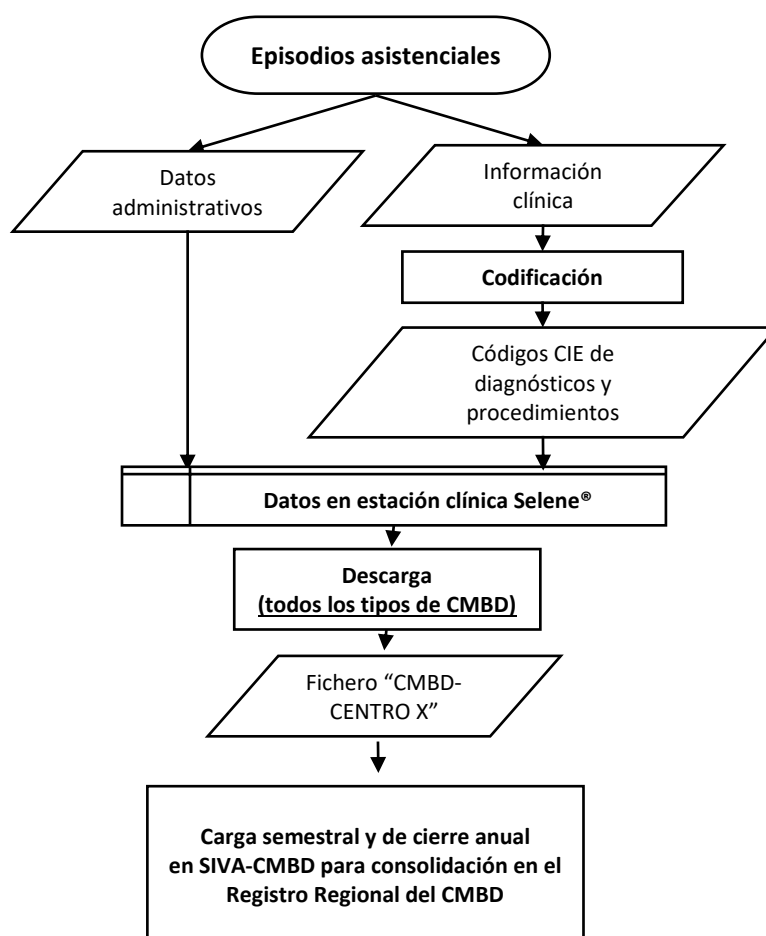 Episodios asistenciales
Datos
administrativos
Información
clínica
Codificación
Códigos CIE de
diagnósticos y
procedimientos
Datos en estación clínica Selene®
Descarga
(todos los tipos de CMBD)
Fichero “CMBD-
CENTRO X”
Carga semestral y de cierre anual
en SIVA-CMBD para consolidación en el
Registro Regional del CMBD